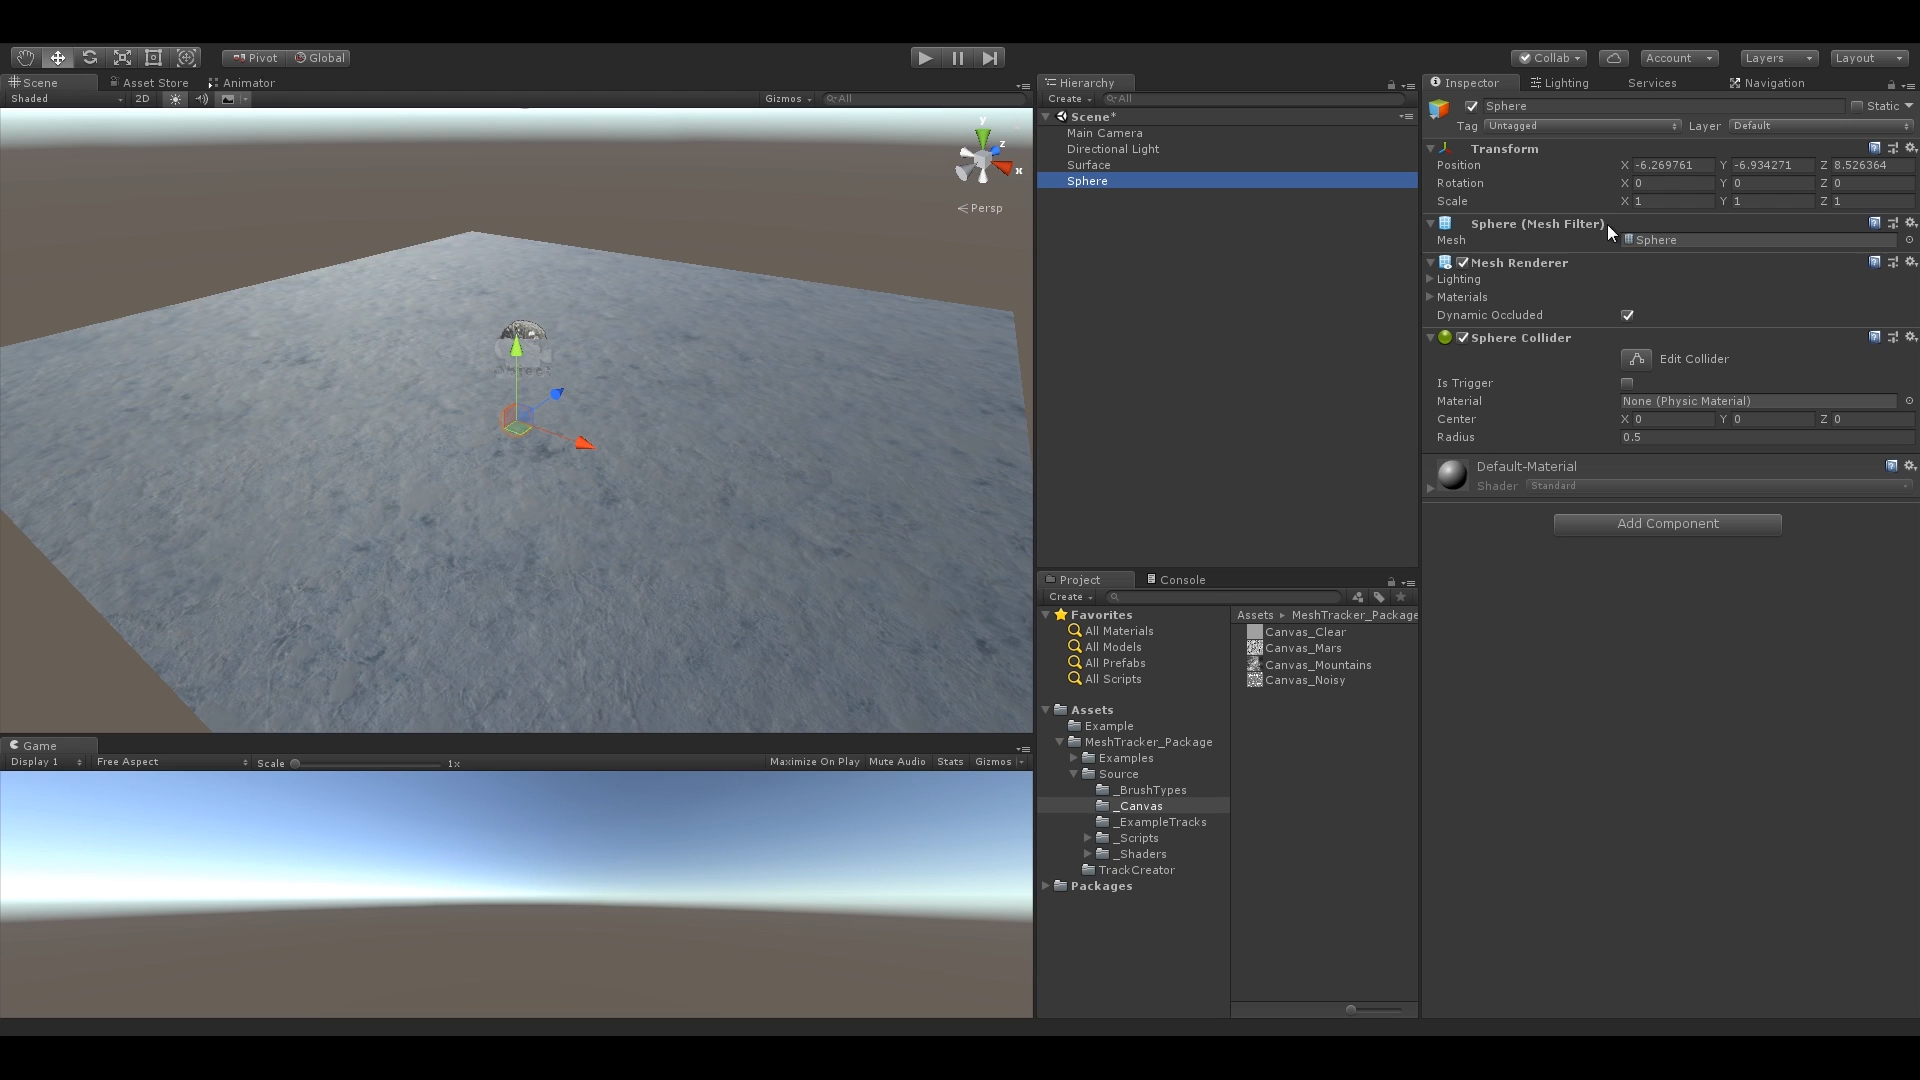 Pivot Global Collab Account Layers Layout
Scene Asset Store Animator
Shaded 2D Gizmos All
y
z
x
Persp
Hierarchy
Create All
Scene*
Main Camera
Directional Light
Surface
Sphere
Inspector Lighting Services Navigation
Sphere Static
Tag Untagged Layer Default
Transform
Position X -6.269761 Y -6.934271 Z 8.526364
Rotation X 0 Y 0 Z 0
Scale X 1 Y 1 Z 1
Sphere (Mesh Filter)
Mesh Sphere
Mesh Renderer
Lighting
Materials
Dynamic Occluded
Sphere Collider
Edit Collider
Is Trigger
Material None (Physic Material)
Center X 0 Y 0 Z 0
Radius 0.5
Default-Material
Shader Standard
Add Component
Game
Display 1 Free Aspect Scale 1x Maximize On Play Mute Audio Stats Gizmos
Project Console
Create
Favorites
All Materials
All Models
All Prefabs
All Scripts
Assets
Example
MeshTracker_Package
Examples
Source
_BrushTypes
_Canvas
_ExampleTracks
_Scripts
_Shaders
TrackCreator
Packages
Assets MeshTracker_Package
Canvas_Clear
Canvas_Mars
Canvas_Mountains
Canvas_Noisy